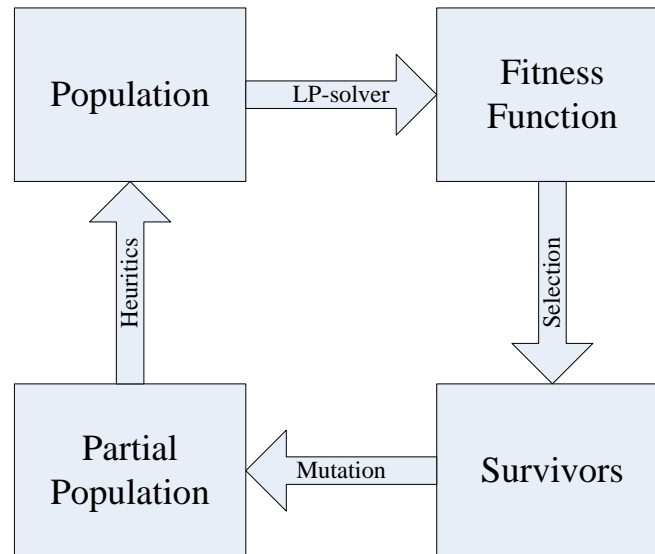 Population
LP-solver
Fitness
Function
Heuritics
Selection
Partial
Population
Mutation
Survivors